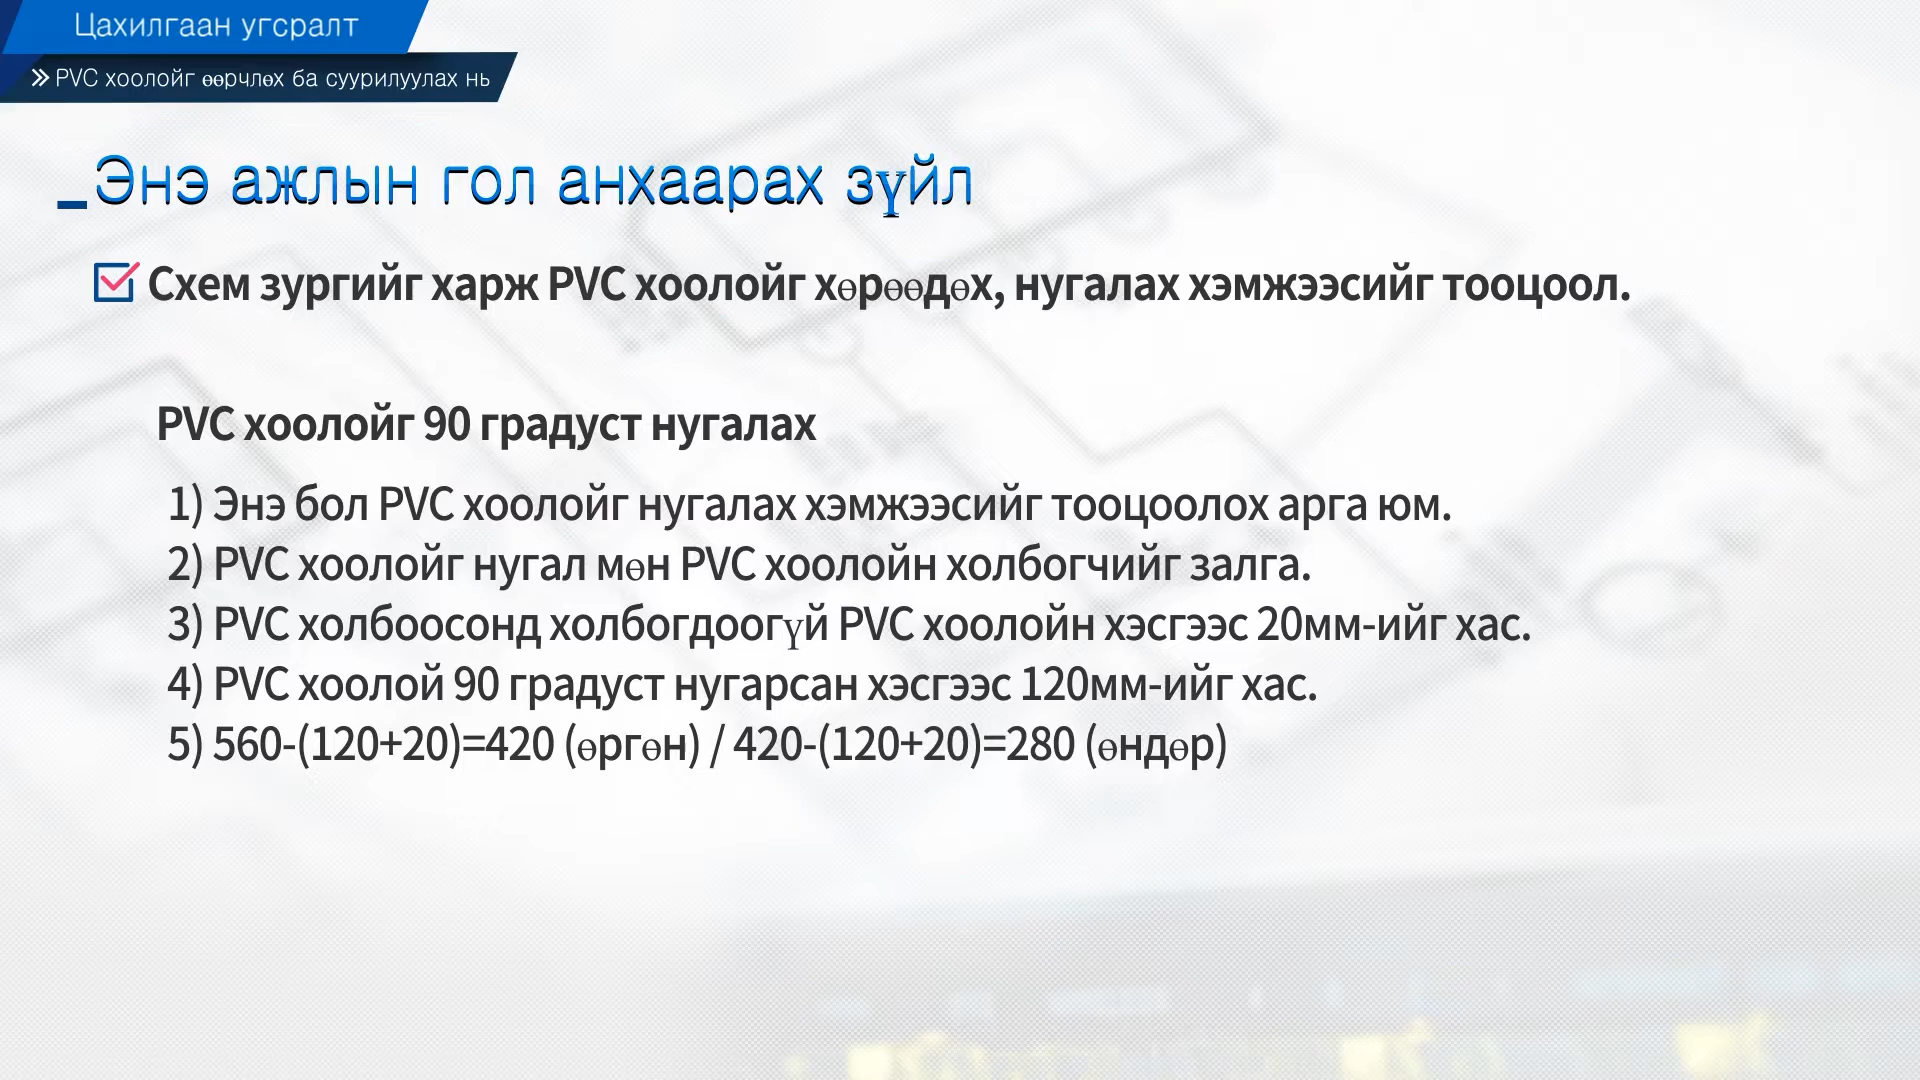 Цахилгаан угсралт
PVC хоолойг өөрчлөх ба суурилуулах нь
Энэ ажлын гол анхаарах зүйл
Схем зургийг харж PVC хоолойг хөрөөдөх, нугалах хэмжээсийг тооцоол.
PVC хоолойг 90 градуст нугалах
1) Энэ бол PVC хоолойг нугалах хэмжээсийг тооцоолох арга юм.
2) PVC хоолойг нугал мөн PVC хоолойн холбогчийг залга.
3) PVC холбоосонд холбогдоогүй PVC хоолойн хэсгээс 20мм-ийг хас.
4) PVC хоолой 90 градуст нугарсан хэсгээс 120мм-ийг хас.
5) 560-(120+20)=420 (өргөн) / 420-(120+20)=280 (өндөр)